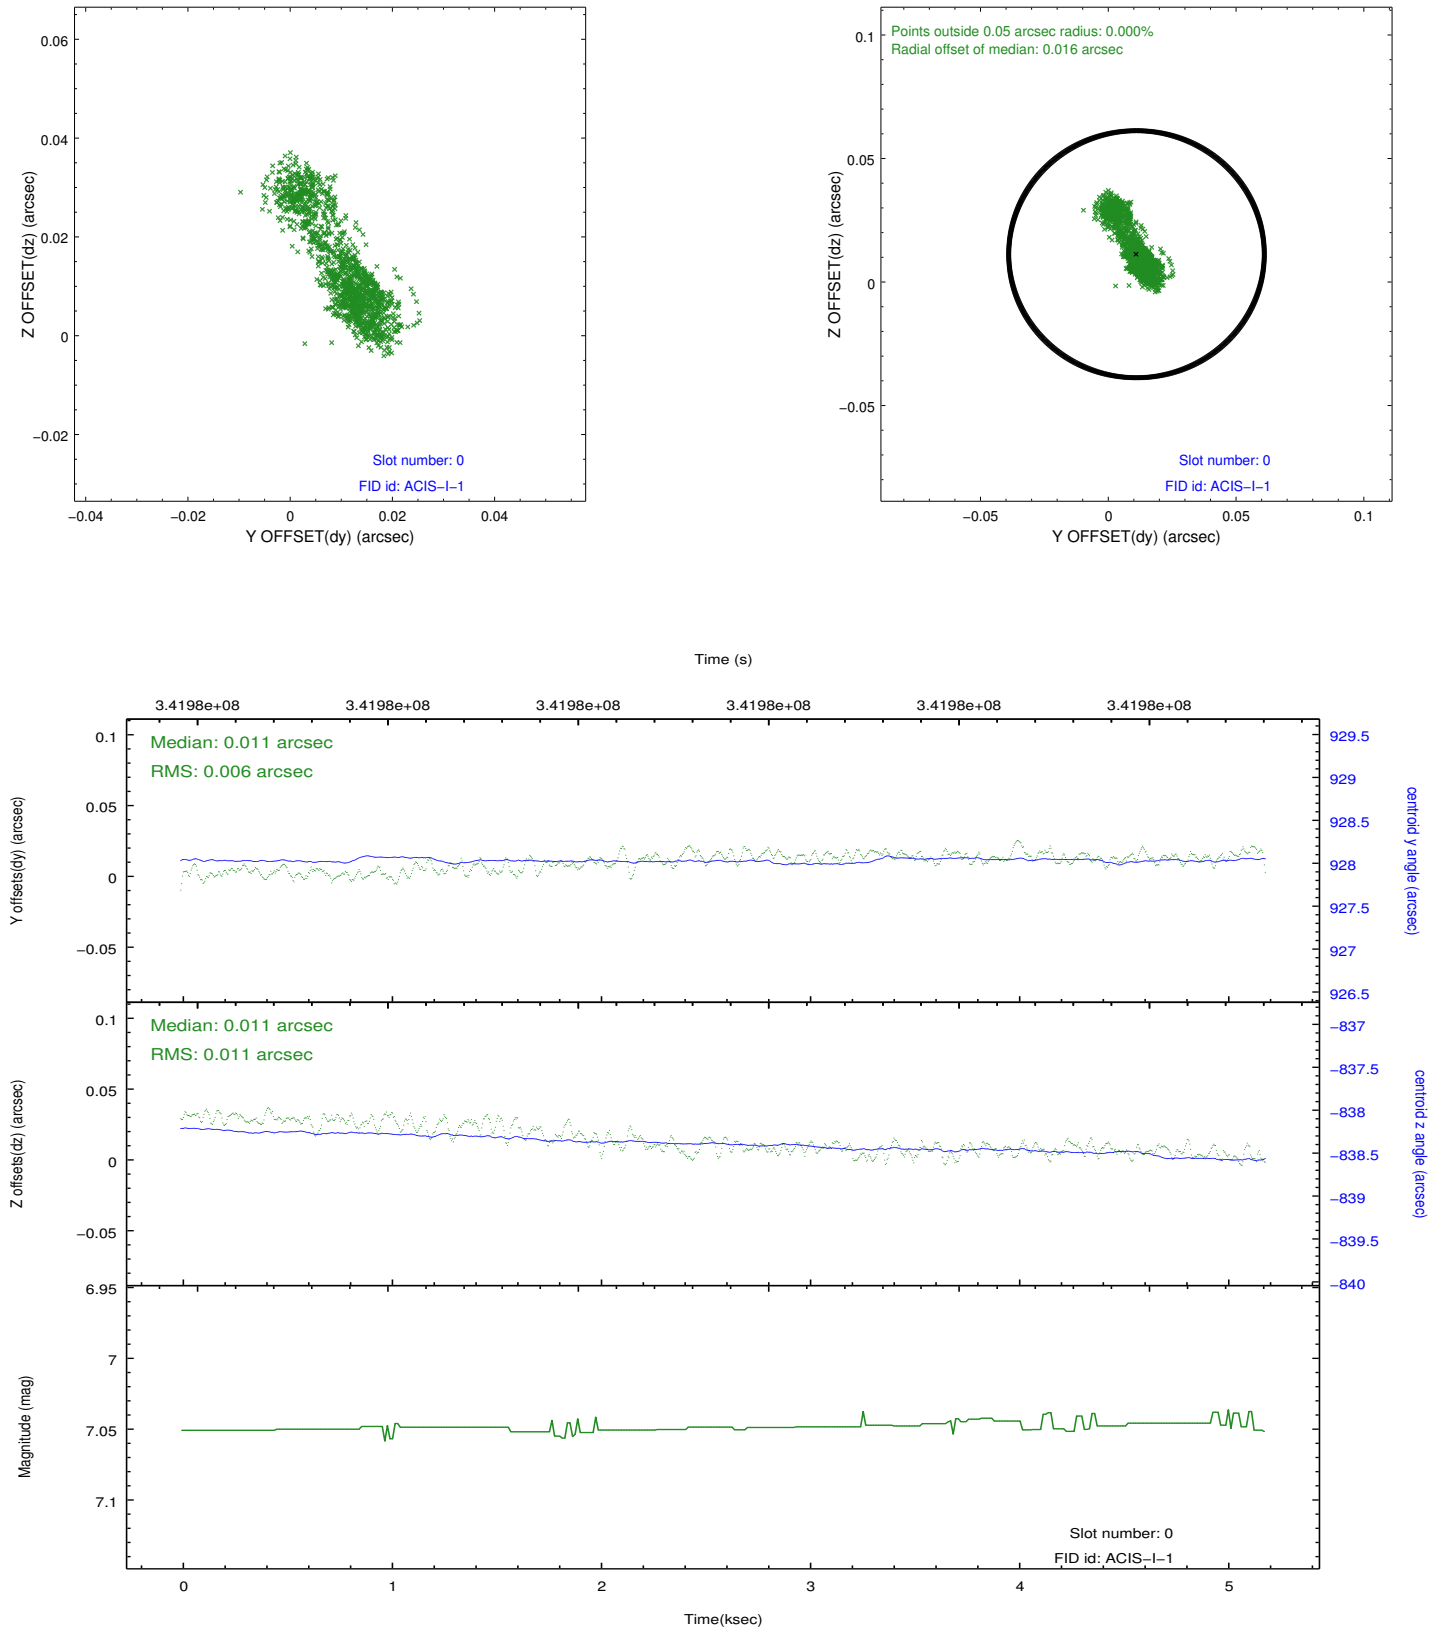 0.06
0.04
0.02
0
−0.02
−0.04
−0.02
0
0.02
0.04
Z OFFSET(dz) (arcsec)
Y OFFSET(dy) (arcsec)
Slot number: 0
FID id: ACIS−I−1
Points outside 0.05 arcsec radius: 0.000%
Radial offset of median: 0.016 arcsec
0.1
0.05
0
−0.05
−0.05
0
0.05
0.1
Z OFFSET(dz) (arcsec)
Y OFFSET(dy) (arcsec)
Slot number: 0
FID id: ACIS−I−1
Time (s)
3.4198e+08 3.4198e+08 3.4198e+08 3.4198e+08 3.4198e+08 3.4198e+08
Median: 0.011 arcsec
RMS: 0.006 arcsec
0.1
0.05
0
−0.05
Y offsets(dy) (arcsec)
929.5
929
928.5
928
927.5
927
926.5
centroid y angle (arcsec)
Median: 0.011 arcsec
RMS: 0.011 arcsec
0.1
0.05
0
−0.05
Z offsets(dz) (arcsec)
−837
−837.5
−838
−838.5
−839
−839.5
−840
centroid z angle (arcsec)
6.95
7
7.05
7.1
Magnitude (mag)
Slot number: 0
FID id: ACIS−I−1
0 1 2 3 4 5
Time(ksec)